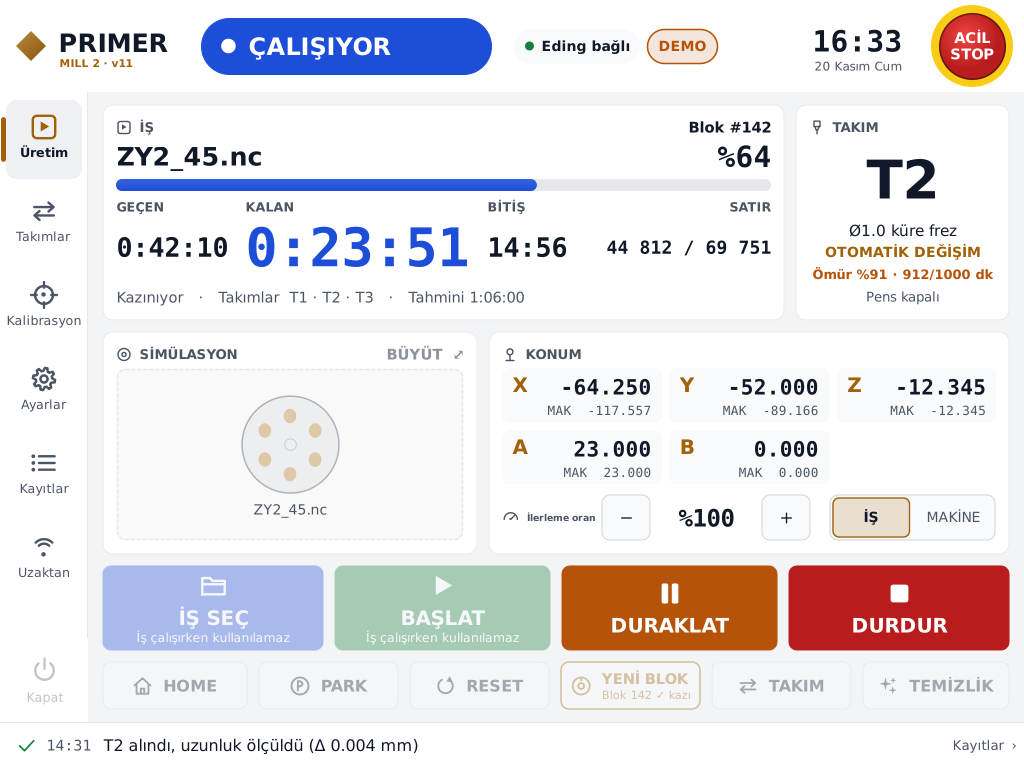 PRIMER
MILL 2 · v11
ÇALIŞIYOR
Eding bağlı
DEMO
16:33
20 Kasım Cum
ACİL
STOP
Üretim
Takımlar
Kalibrasyon
Ayarlar
Kayıtlar
Uzaktan
Kapat
İŞ
Blok #142
ZY2_45.nc
%64
GEÇEN
KALAN
BİTİŞ
SATIR
0:42:10
0:23:51
14:56
44 812 / 69 751
Kazınıyor · Takımlar T1 · T2 · T3 · Tahmini 1:06:00
TAKIM
T2
Ø1.0 küre frez
OTOMATİK DEĞİŞİM
Ömür %91 · 912/1000 dk
Pens kapalı
SİMÜLASYON
BÜYÜT
ZY2_45.nc
KONUM
X -64.250
MAK -117.557
Y -52.000
MAK -89.166
Z -12.345
MAK -12.345
A 23.000
MAK 23.000
B 0.000
MAK 0.000
İlerleme oran
−
%100
+
İŞ
MAKİNE
İŞ SEÇ
İş çalışırken kullanılamaz
BAŞLAT
İş çalışırken kullanılamaz
DURAKLAT
DURDUR
HOME
PARK
RESET
YENİ BLOK
Blok 142 ✓ kazı
TAKIM
TEMİZLİK
14:31 T2 alındı, uzunluk ölçüldü (Δ 0.004 mm)
Kayıtlar ›